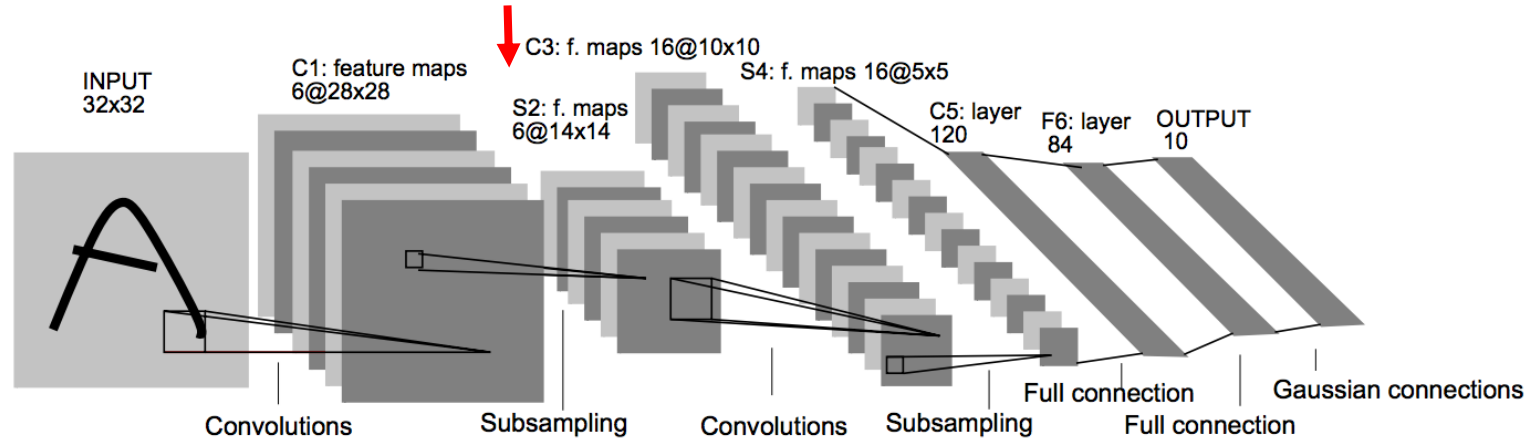 INPUT
32x32
C1: feature maps
6@28x28
S2: f. maps
6@14x14
C3: f. maps 16@10x10
S4: f. maps 16@5x5
C5: layer
120
F6: layer
84
OUTPUT
10
A
Convolutions
Subsampling
Convolutions
Subsampling
Full connection
Full connection
Gaussian connections